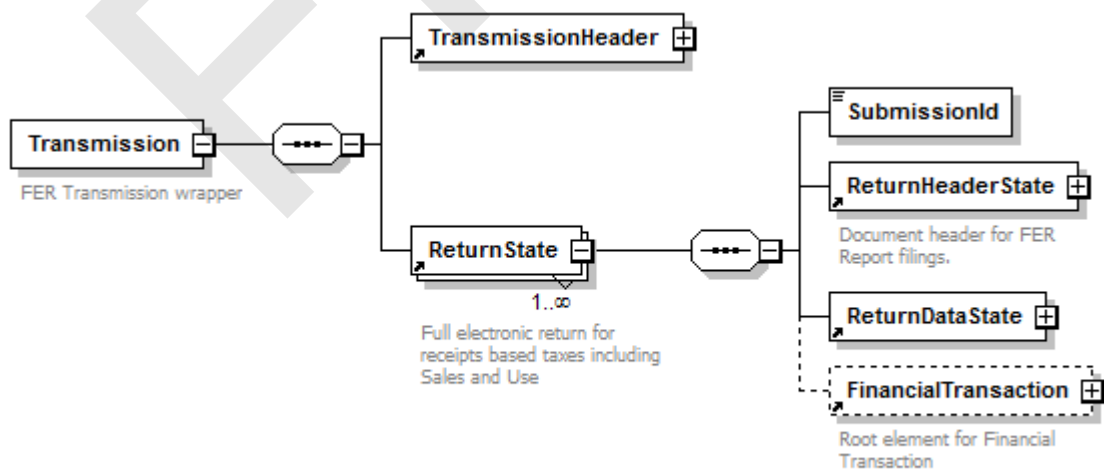 TransmissionHeader
SubmissionId
Transmission
FER Transmission wrapper
ReturnHeaderState
Document header for FER
Report filings.
ReturnState
1..∞
Full electronic return for
receipts based taxes including
Sales and Use
ReturnDataState
FinancialTransaction
Root element for Financial
Transaction